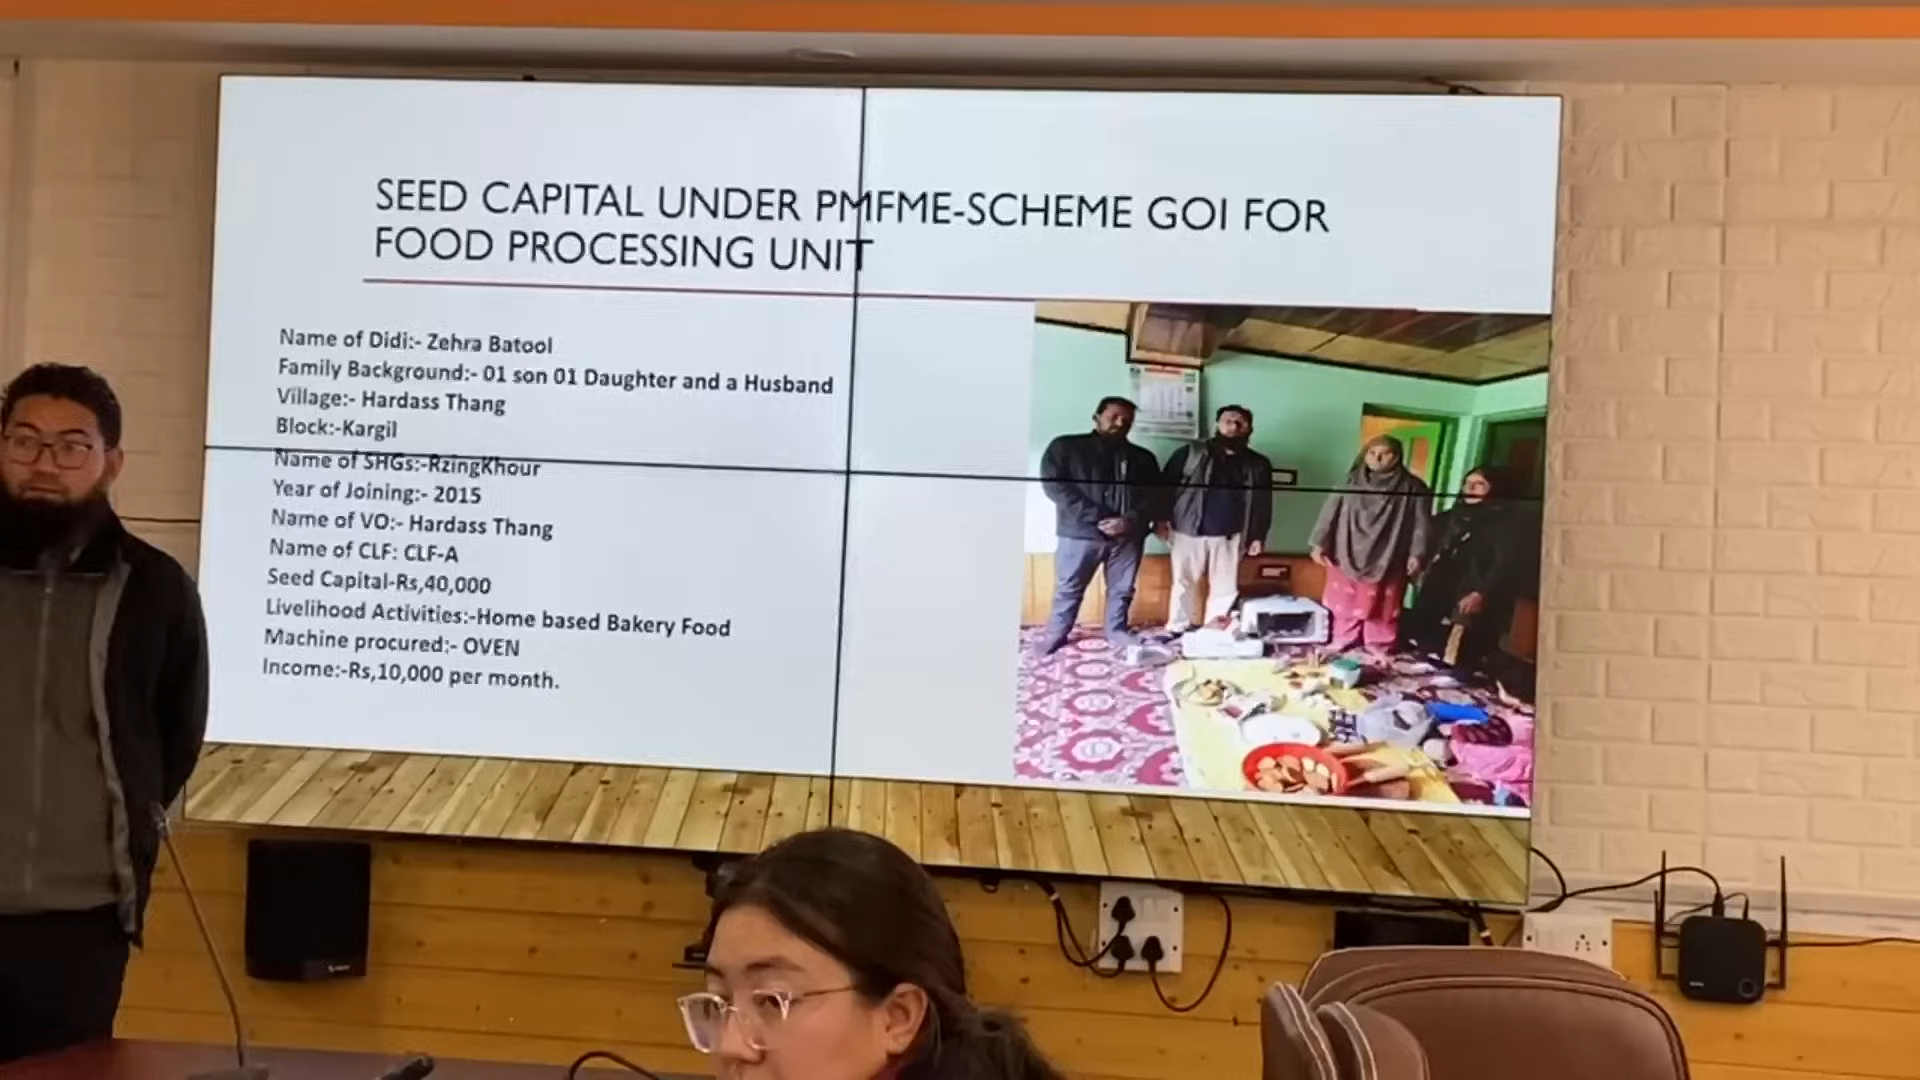 SEED CAPITAL UNDER PMFME-SCHEME GOI FOR
FOOD PROCESSING UNIT
Name of Didi:- Zehra Batool
Family Background:- 01 son 01 Daughter and a Husband
Village:- Hardass Thang
Block:-Kargil
Name of SHGs:-RzingKhour
Year of Joining:- 2015
Name of VO:- Hardass Thang
Name of CLF: CLF-A
Seed Capital-Rs,40,000
Livelihood Activities:-Home based Bakery Food
Machine procured:- OVEN
Income:-Rs,10,000 per month.